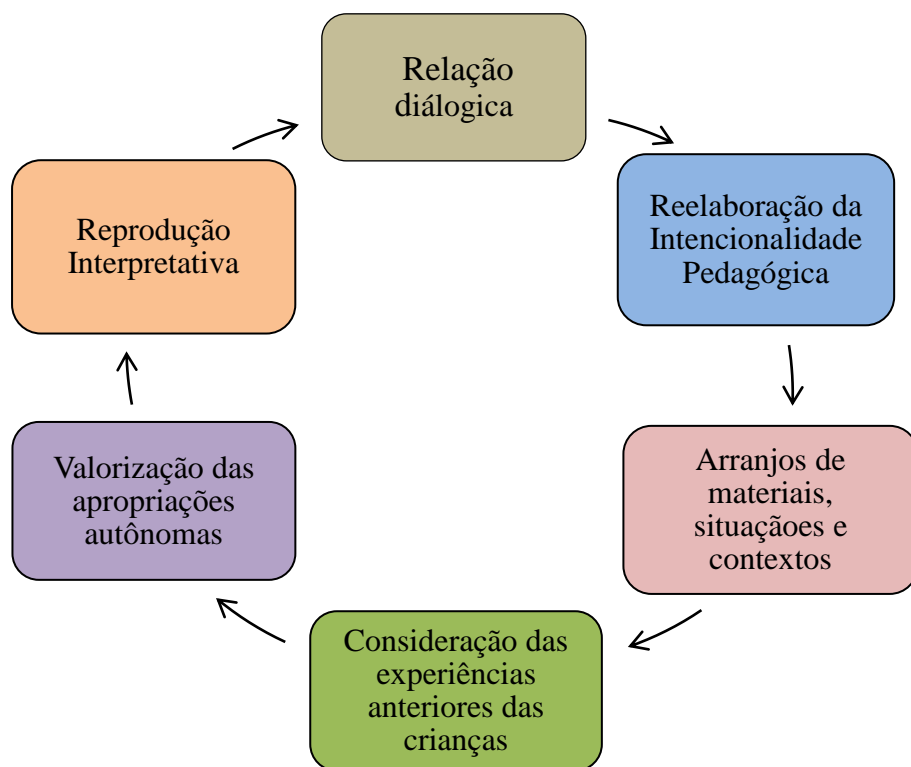 Relação
diálogica
Reelaboração da
Intencionalidade
Pedagógica
Arranjos de
materiais,
situaçãoes e
contextos
Consideração das
experiências
anteriores das
crianças
Valorização das
apropriações
autônomas
Reprodução
Interpretativa